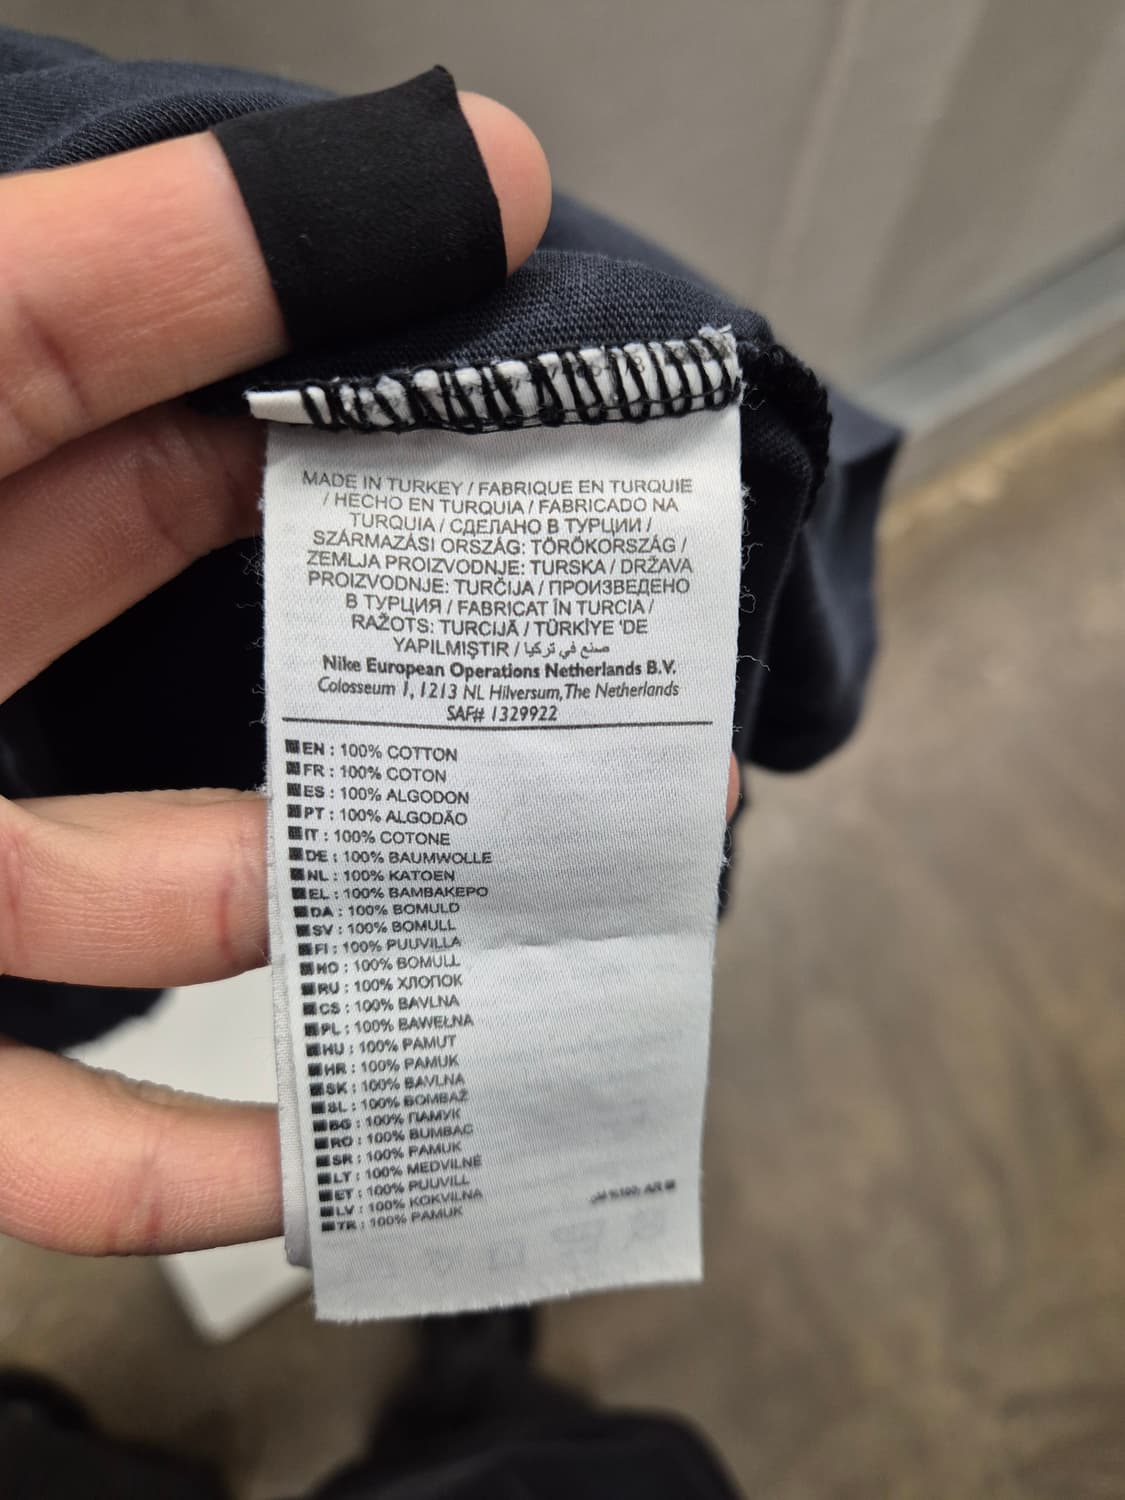 MADE IN TURKEY / FABRIQUE EN TURQUIE
/ HECHO EN TURQUIA / FABRICADO NA
TURQUIA / СДЕЛАНО В ТУРЦИИ /
SZÁRMAZÁSI ORSZÁG: TÖRÖKORSZÁG /
ZEMLJA PROIZVODNJE: TURSKA / DRŽAVA
PROIZVODNJE: TURČIJA / ПРОИЗВЕДЕНО
В ТУРЦИЯ / FABRICAT ÎN TURCIA /
RAŽOTS: TURCIJĀ / TÜRKİYE 'DE
YAPILMIŞTIR / صنع في تركيا
Nike European Operations Netherlands B.V.
Colosseum 1, 1213 NL Hilversum, The Netherlands
SAF# 1329922
EN : 100% COTTON
FR : 100% COTON
ES : 100% ALGODON
PT : 100% ALGODÃO
IT : 100% COTONE
DE : 100% BAUMWOLLE
NL : 100% KATOEN
EL : 100% ΒΑΜΒΑΚΕΡΟ
DA : 100% BOMULD
SV : 100% BOMULL
FI : 100% PUUVILLA
NO : 100% BOMULL
RU : 100% ХЛОПОК
CS : 100% BAVLNA
PL : 100% BAWEŁNA
HU : 100% PAMUT
HR : 100% PAMUK
SK : 100% BAVLNA
SL : 100% BOMBAŽ
BG : 100% ПАМУК
RO : 100% BUMBAC
SR : 100% PAMUK
LT : 100% MEDVILNĖ
ET : 100% PUUVILL
LV : 100% KOKVILNA
TR : 100% PAMUK